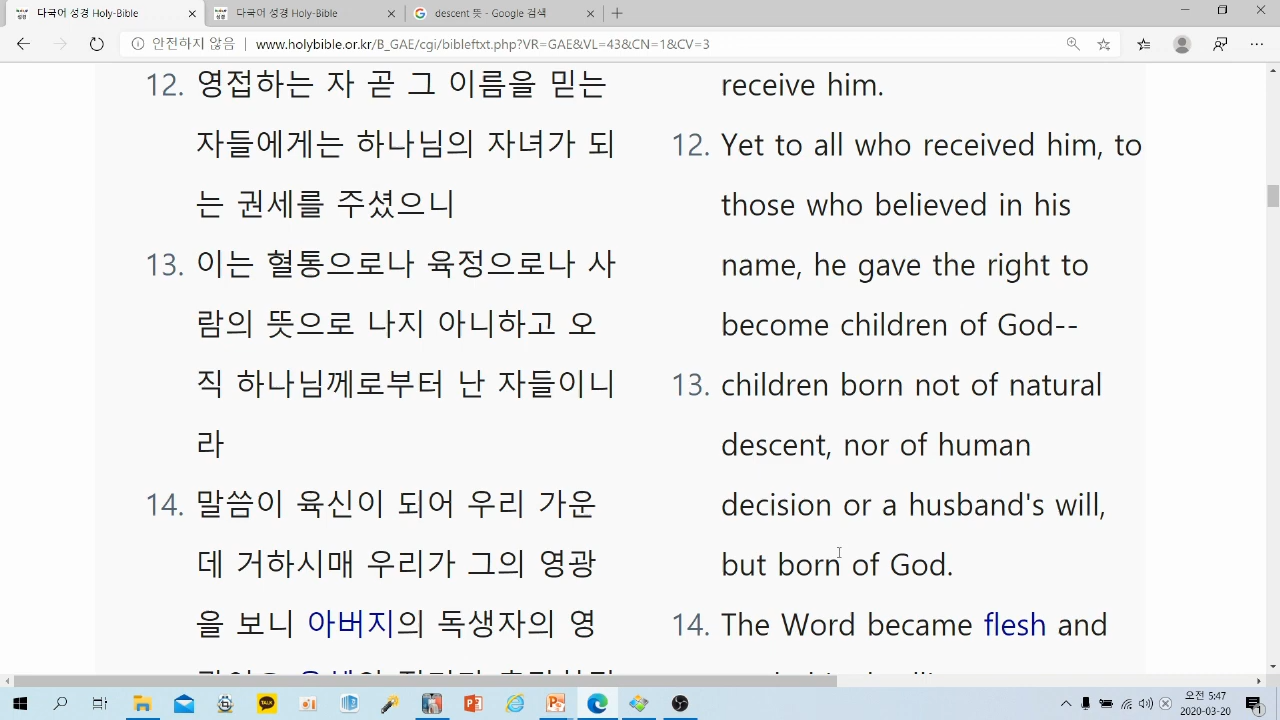 다국어 성경 Holy-Bible
다국어 성경 Holy-Bible
descent 뜻 - Google 검색
안전하지 않음 | www.holybible.or.kr/B_GAE/cgi/bibleftxt.php?VR=GAE&VL=43&CN=1&CV=3
12. 영접하는 자 곧 그 이름을 믿는
자들에게는 하나님의 자녀가 되
는 권세를 주셨으니
13. 이는 혈통으로나 육정으로나 사
람의 뜻으로 나지 아니하고 오
직 하나님께로부터 난 자들이니
라
14. 말씀이 육신이 되어 우리 가운
데 거하시매 우리가 그의 영광
을 보니 아버지의 독생자의 영
receive him.
12. Yet to all who received him, to
those who believed in his
name, he gave the right to
become children of God--
13. children born not of natural
descent, nor of human
decision or a husband's will,
but born of God.
14. The Word became flesh and
오전 5:47
2020-03-20